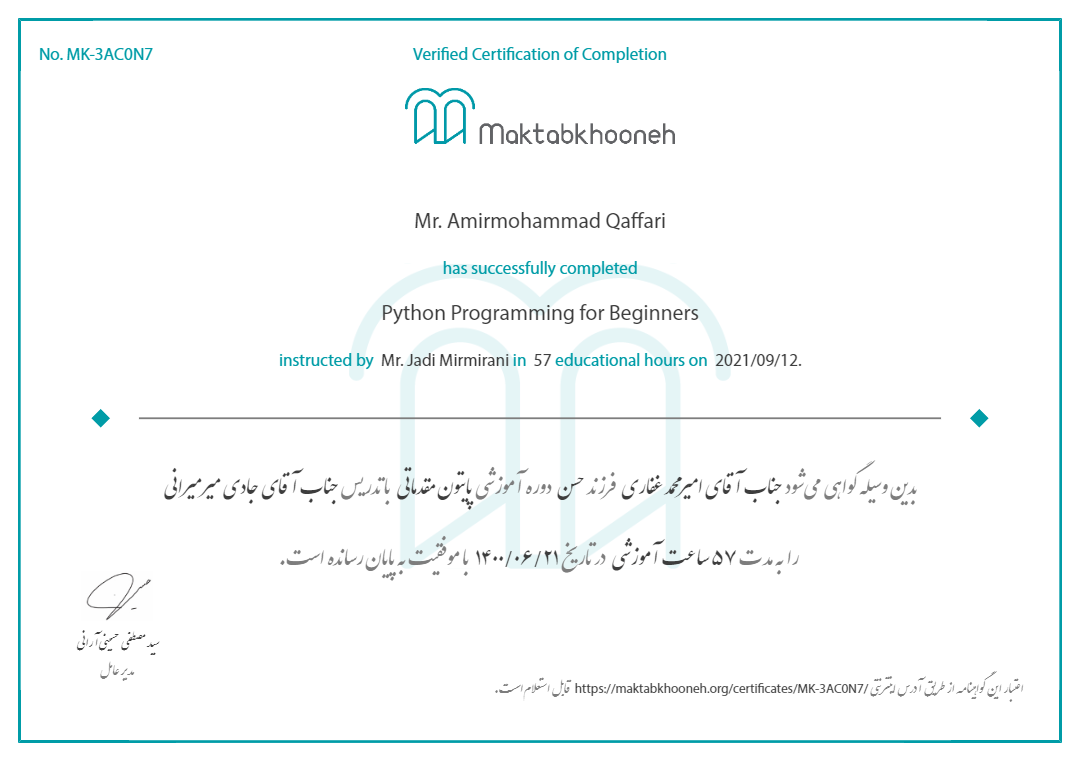 No. MK-3AC0N7
Verified Certification of Completion
Maktabkhooneh
Mr. Amirmohammad Qaffari
has successfully completed
Python Programming for Beginners
instructed by Mr. Jadi Mirmirani in 57 educational hours on 2021/09/12.
بدین وسیله گواهی می‌شود جناب آقای امیرمحمد غفاری فرزند حسن دوره آموزشی پایتون مقدماتی با تدریس جناب آقای جادی میرمیرانی
را به مدت ۵۷ ساعت آموزشی در تاریخ ۱۴۰۰/۰۶/۲۱ با موفقیت به پایان رسانده است.
سید مصطفی حسینی آرانی
مدیر عامل
اعتبار این گواهینامه از طریق آدرس اینترنتی https://maktabkhooneh.org/certificates/MK-3AC0N7/ قابل استعلام است.